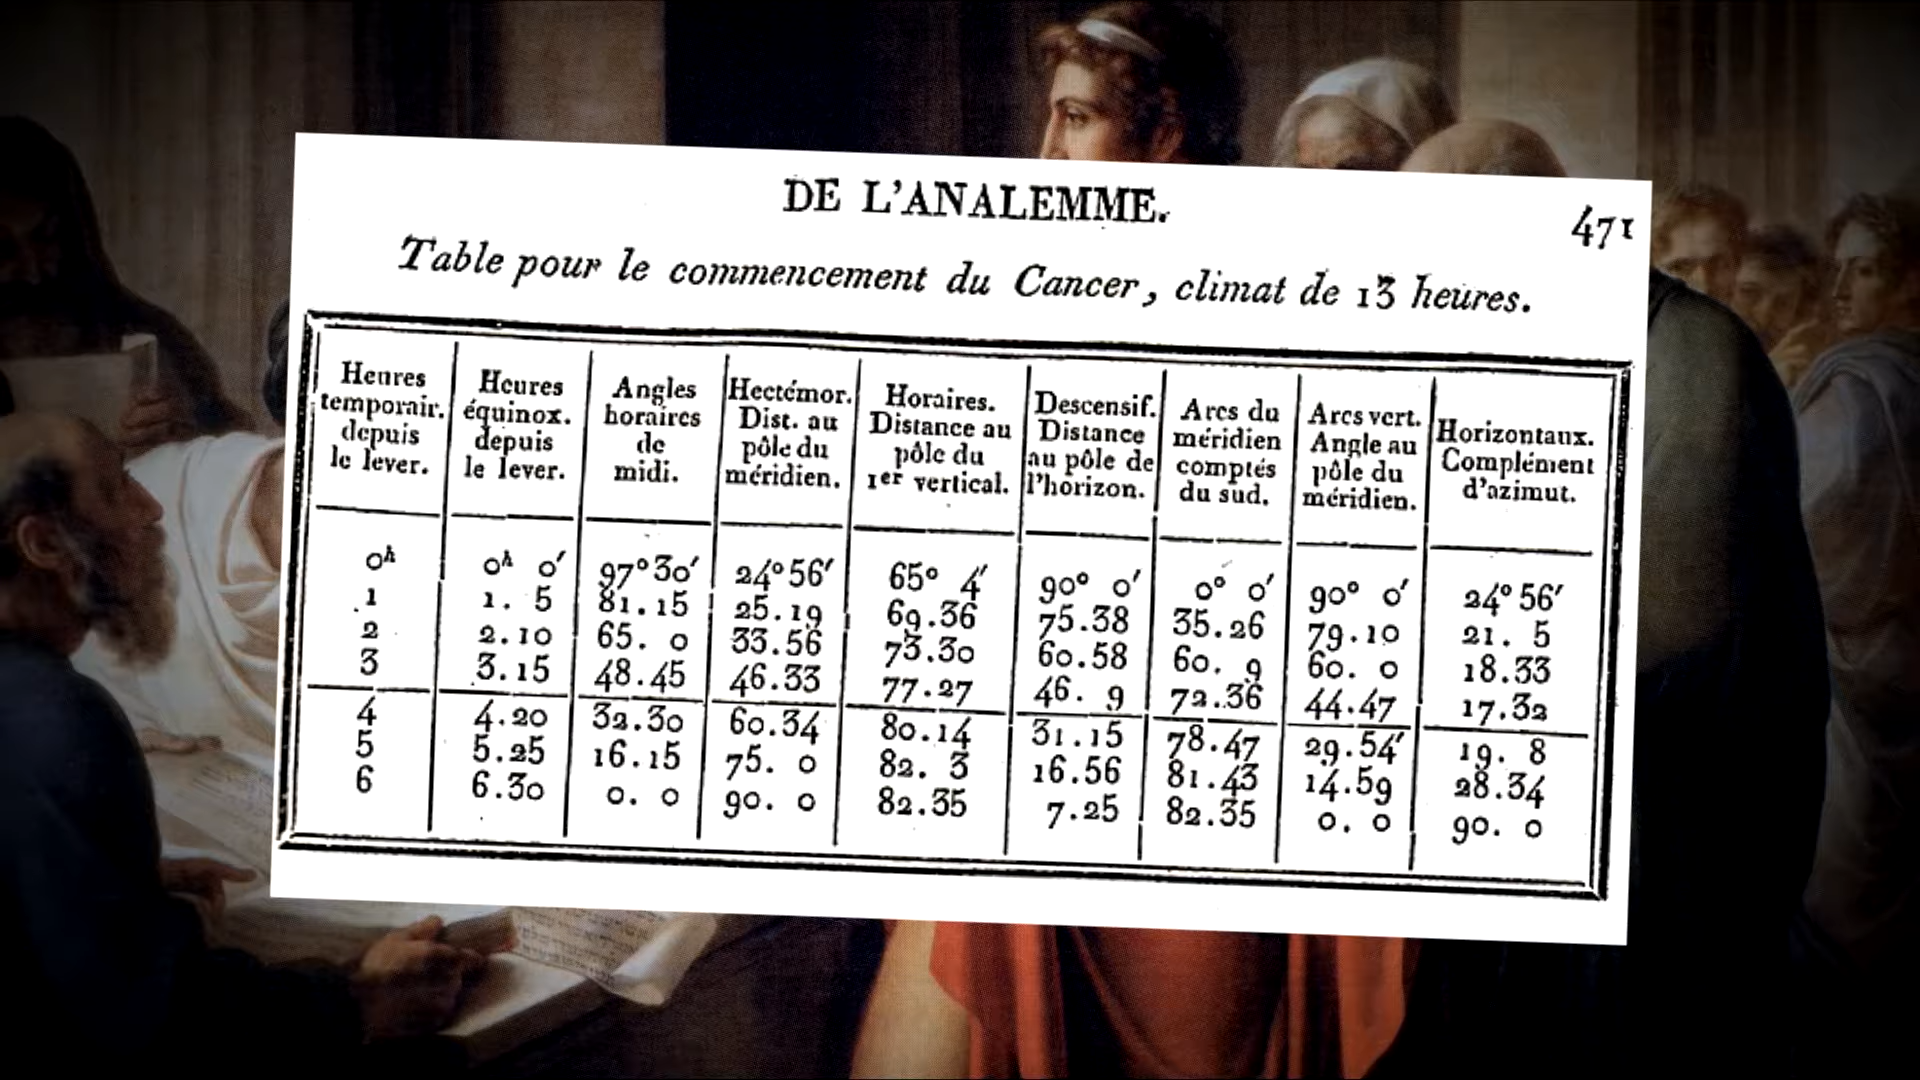 DE L'ANALEMME. 471
Table pour le commencement du Cancer, climat de 13 heures.
Heures temporair. depuis le lever. | Heures équinox. depuis le lever. | Angles horaires de midi. | Hectémor. Dist. au pôle du méridien. | Horaires. Distance au pôle du 1er vertical. | Descensif. Distance au pôle de l'horizon. | Arcs du méridien comptés du sud. | Arcs vert. Angle au pôle du méridien. | Horizontaux. Complément d'azimut.
0h | 0h 0′ | 97° 30′ | 24° 56′ | 65° 4′ | 90° 0′ | 0° 0′ | 90° 0′ | 24° 56′
1 | 1. 5 | 81.15 | 25.19 | 69.36 | 75.38 | 35.26 | 79.10 | 21. 5
2 | 2.10 | 65. 0 | 33.56 | 73.30 | 60.58 | 60. 9 | 60. 0 | 18.33
3 | 3.15 | 48.45 | 46.33 | 77.27 | 46. 9 | 72.36 | 44.47 | 17.32
4 | 4.20 | 32.30 | 60.34 | 80.14 | 31.15 | 78.47 | 29.54′ | 19. 8
5 | 5.25 | 16.15 | 75. 0 | 82. 3 | 16.56 | 81.43 | 14.59 | 28.34
6 | 6.30 | 0. 0 | 90. 0 | 82.35 | 7.25 | 82.35 | 0. 0 | 90. 0